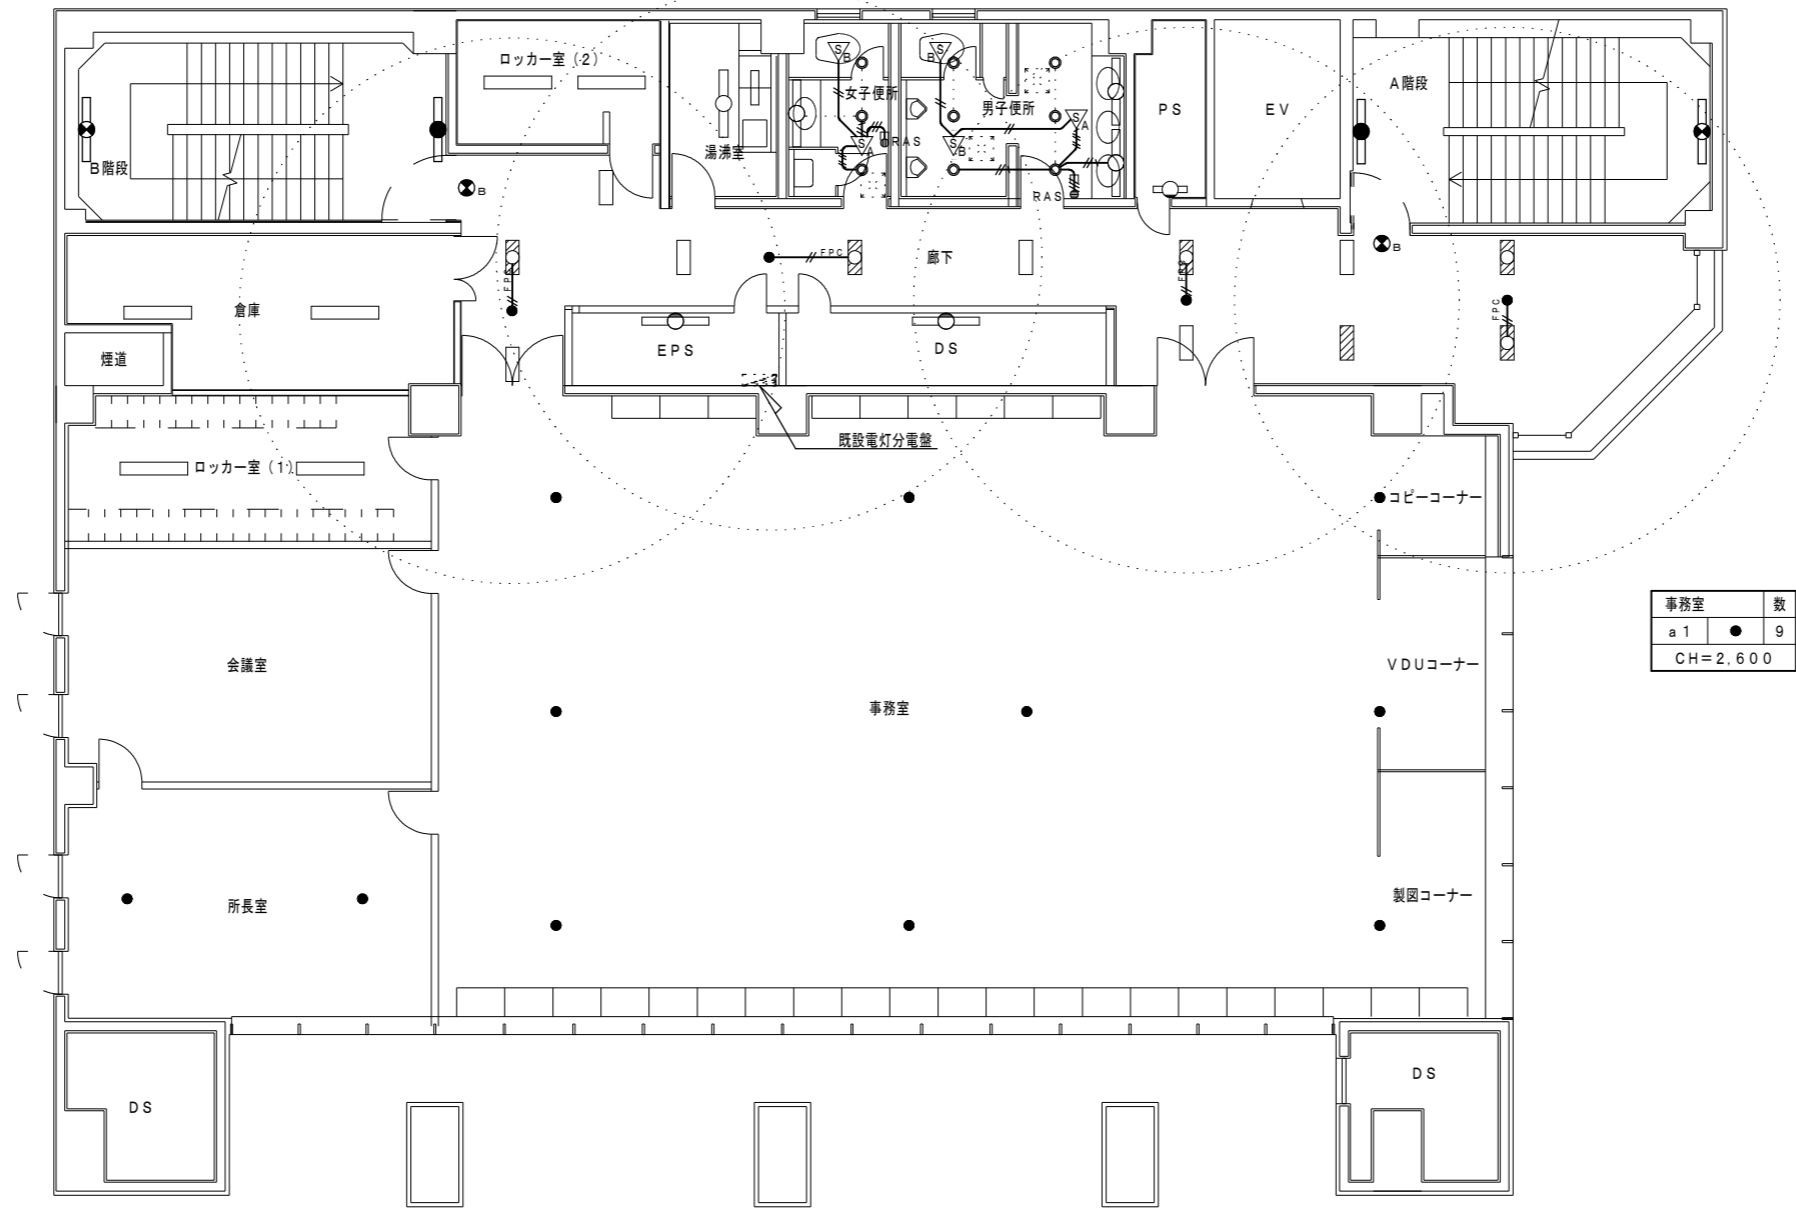 ロッカー室（2）
A階段
女子便所
男子便所
PS
EV
湯沸室
B階段
S
B
S
B
S
A
S
A
S
B
RAS
RAS
B
B
廊下
FPC
FPC
倉庫
EPS
DS
煙道
既設電灯分電盤
ロッカー室（1）
コピーコーナー
事務室
数
a1
●
9
CH=2,600
会議室
VDUコーナー
事務室
所長室
製図コーナー
DS
DS